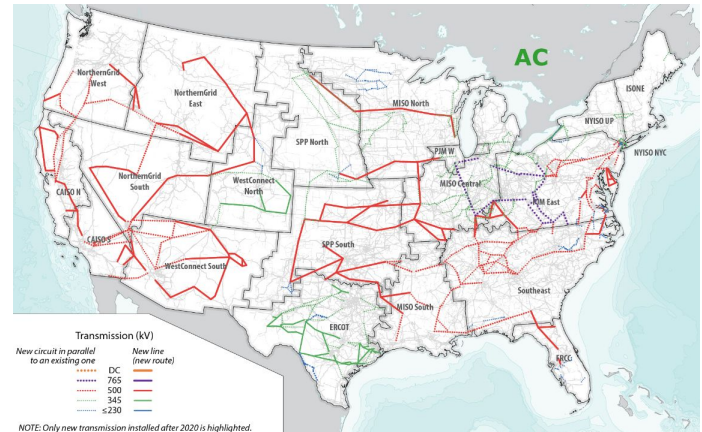 AC
NorthernGrid
West
NorthernGrid
East
MISO North
ISONE
NYISO UP
NYISO NYC
SPP North
PJM W
MISO Central
PJM East
NorthernGrid
South
WestConnect
North
CAISO N
CAISO S
WestConnect South
SPP South
Southeast
MISO South
ERCOT
FRCC
Transmission (kV)
New circuit in parallel
to an existing one
New line
(new route)
DC
765
500
345
≤230
NOTE: Only new transmission installed after 2020 is highlighted.